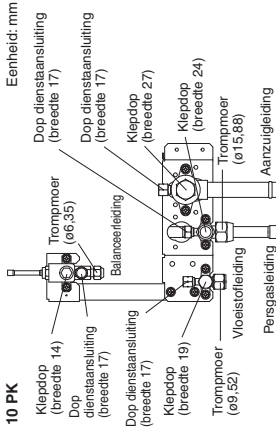 10 PK
Eenheid: mm
Klepdop
(breedte 14)
Dop
dienstaansluiting
(breedte 17)
Trompmoer
(ø6,35)
Balanceerleiding
Dop dienstaansluiting
(breedte 17)
Dop dienstaansluiting
(breedte 17)
Klepdop
(breedte 27)
Klepdop
(breedte 24)
Dop dienstaansluiting
(breedte 17)
Klepdop
(breedte 19)
Trompmoer
(ø9,52)
Vloeistofleiding
Persgasleiding
Trompmoer
(ø15,88)
Aanzuigleiding